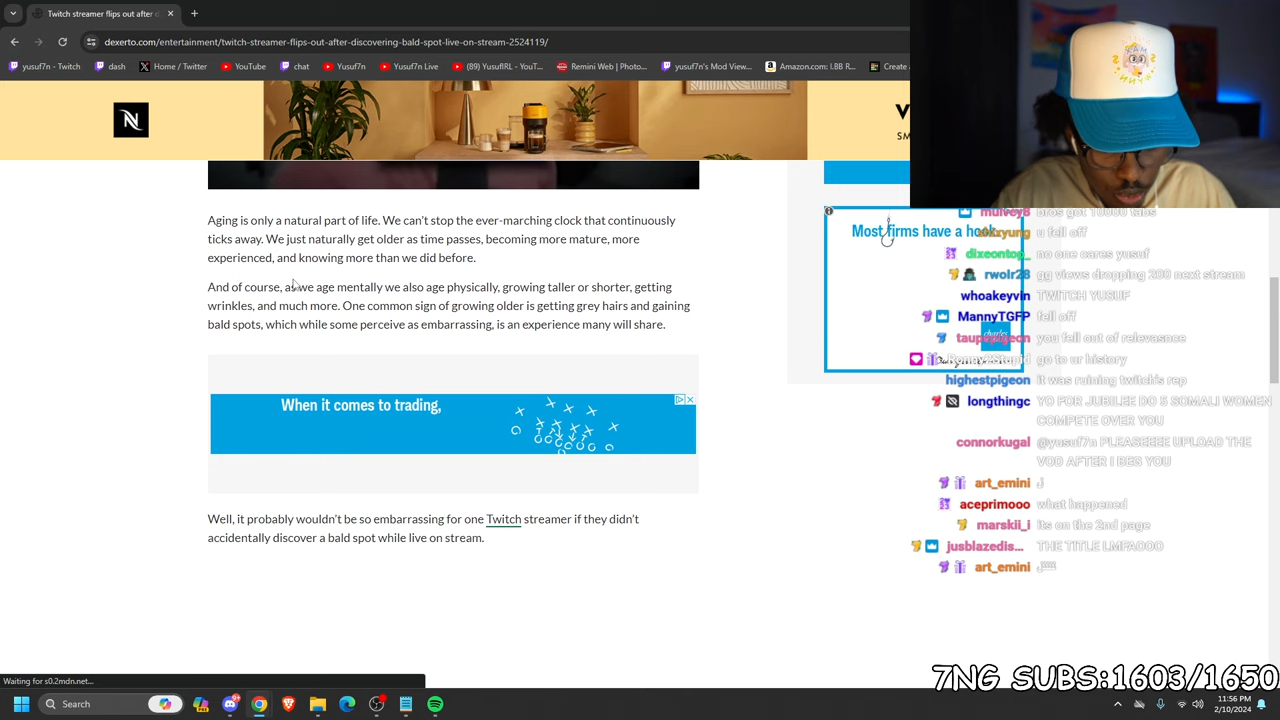 Twitch streamer flips out after d
dexerto.com/entertainment/twitch-streamer-flips-out-after-discovering-bald-spot-live-on-stream-2524119/
yusuf7n - Twitch
dash
Home / Twitter
YouTube
chat
Yusuf7n
Yusuf7n Live
(89) YusufIRL - YouT...
Remini Web | Photo...
yusuf7n's Mod View...
Amazon.com: I.BB R...
Create a
N
V
SM
Aging is only a natural part of life. We can't stop the ever-marching clock that continuously
ticks away. We just naturally get older as time passes, becoming more mature, more
experienced, and knowing more than we did before.
And of course, as we age mentally we also age physically, growing taller or shorter, getting
wrinkles, and much more. One common sign of growing older is getting grey hairs and gaining
bald spots, which while some perceive as embarrassing, is an experience many will share.
When it comes to trading,
Well, it probably wouldn't be so embarrassing for one Twitch streamer if they didn't
accidentally discover a bald spot while live on stream.
Most firms have a hook.
charles
mulveyB bros got 10000 tabs
u fell off
dixeontop_ no one cares yusuf
rwolr28 gg views dropping 200 next stream
whoakeyvin TWITCH YUSUF
MannyTGFP fell off
you fell out of relevasnce
go to ur history
highestpigeon it was ruining twitch's rep
longthingc YO FOR JUBILEE DO 5 SOMALI WOMEN
COMPETE OVER YOU
connorkugal @yusuf7n PLEASEEEE UPLOAD THE
VOD AFTER I BEG YOU
art_emini
aceprimooo what happened
marskii_i its on the 2nd page
jusblazedis... THE TITLE LMFAOOO
art_emini
7NG SUBS:1603/1650
Waiting for s0.2mdn.net...
Search
11:56 PM
2/10/2024